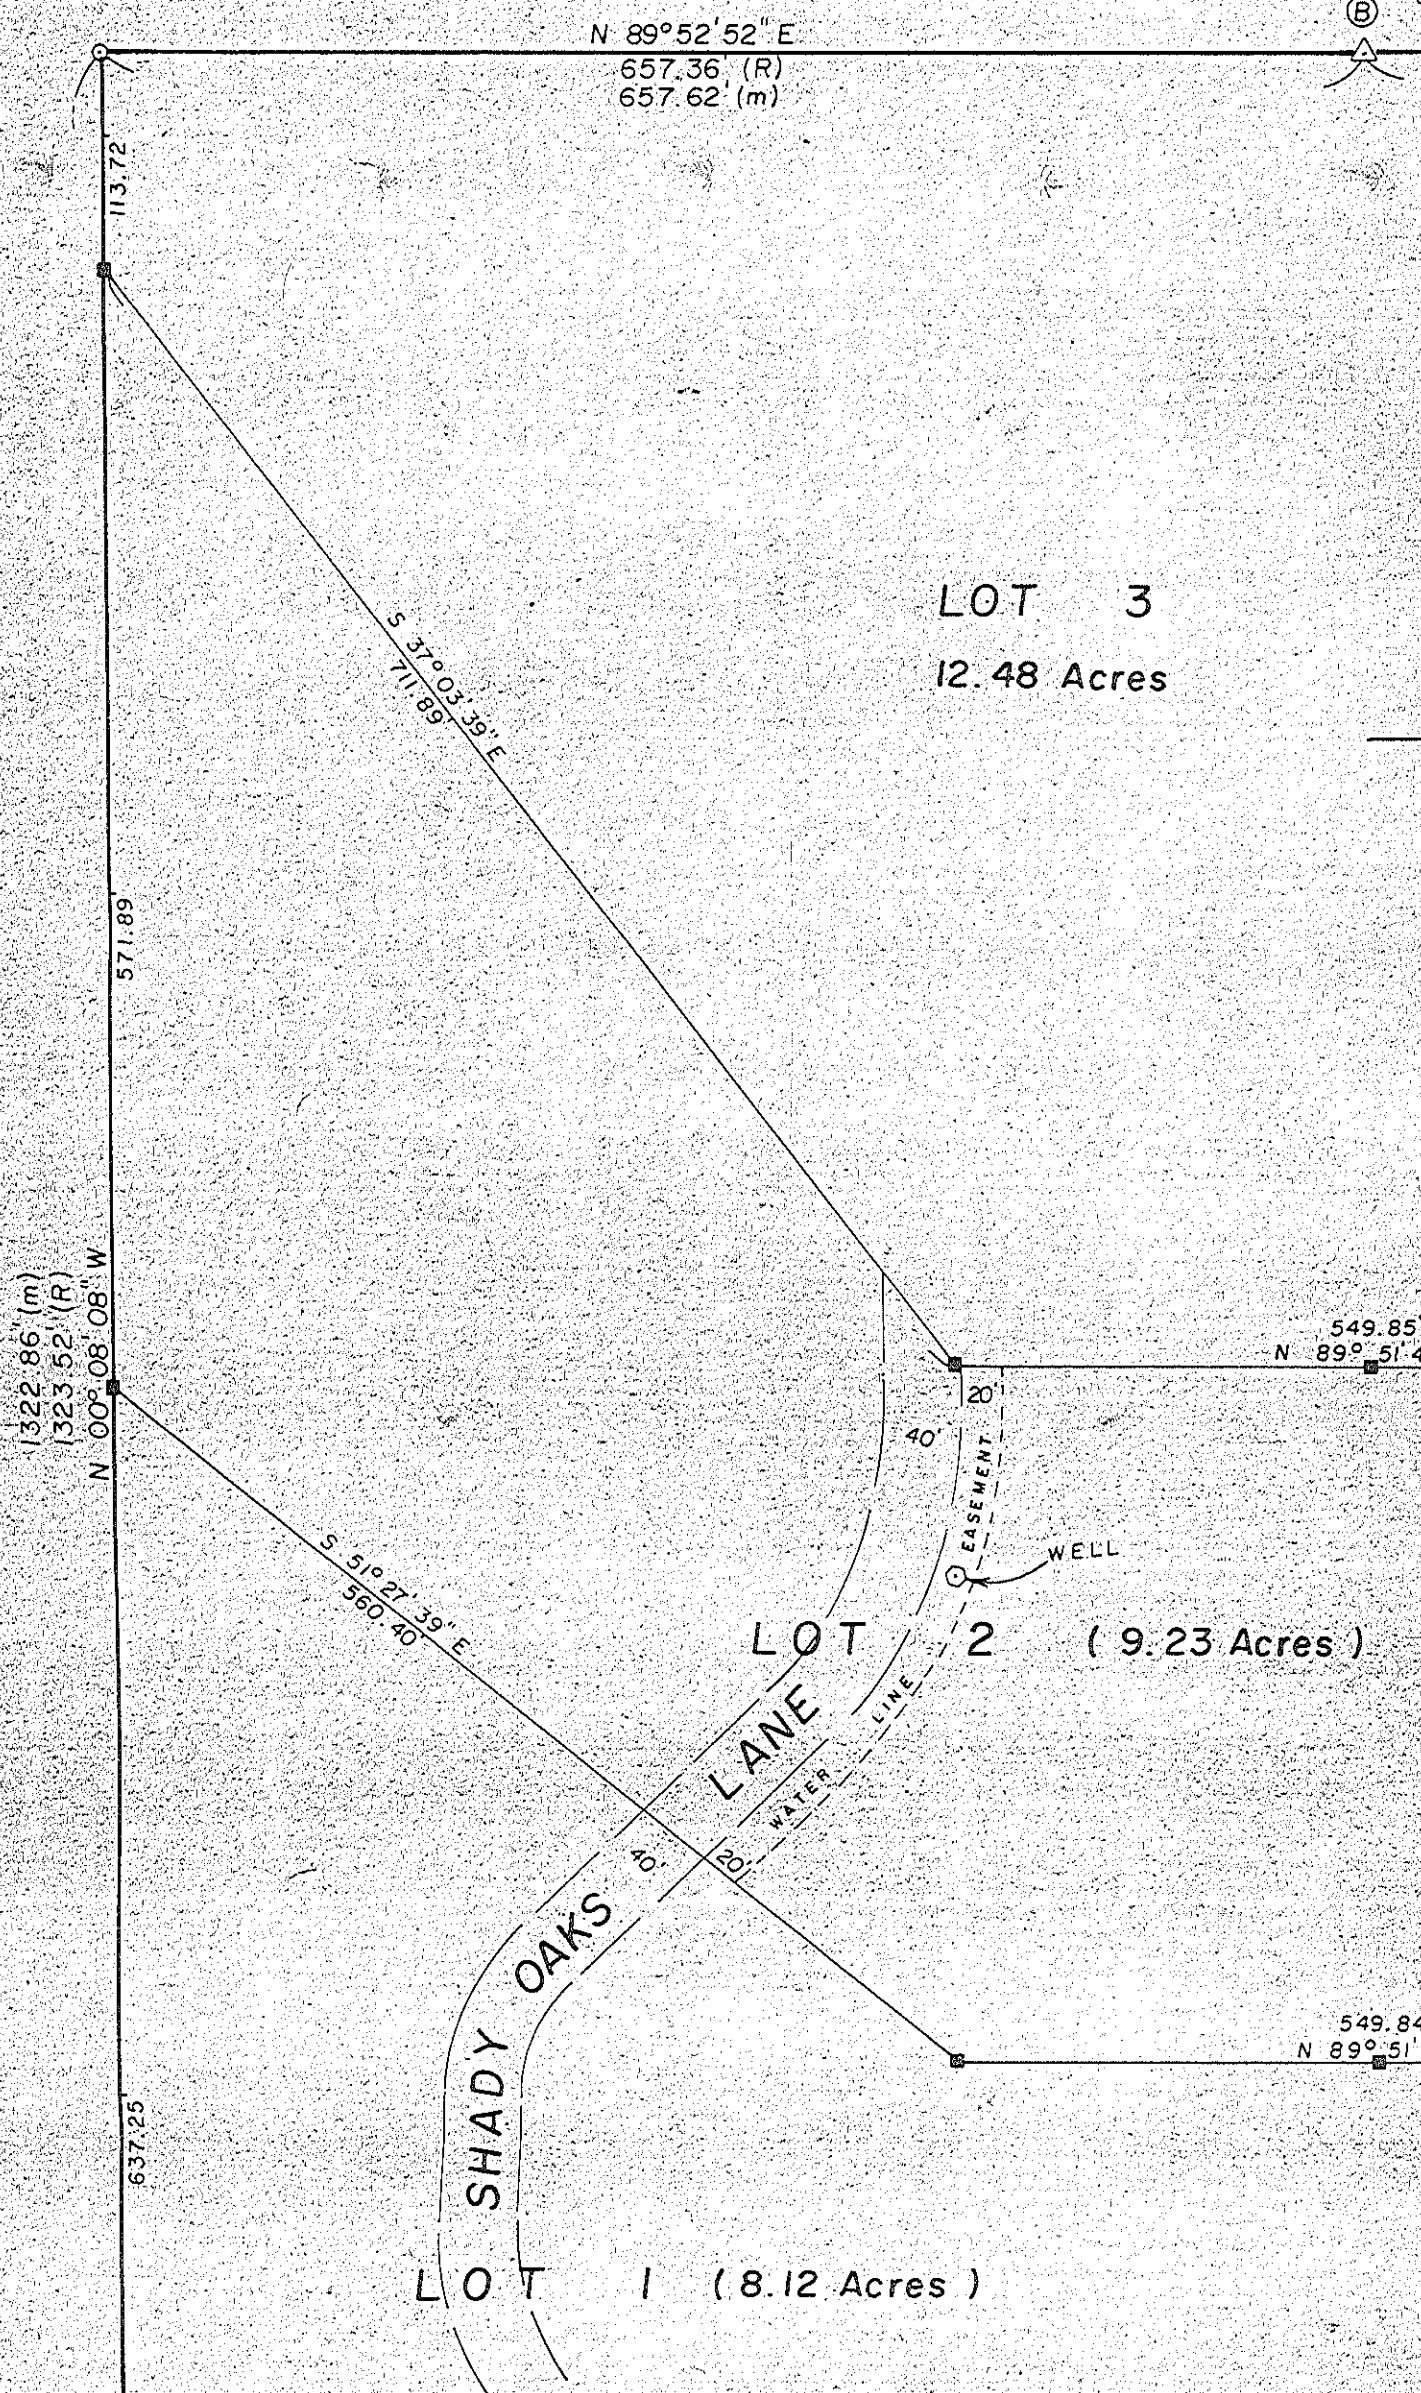 B
N 89°52'52" E
657.36' (R)
657.62' (m)
113.72
LOT 3
12.48 Acres
S 37°03'39" E
711.89'
571.89'
1322.86' (m)
1323.52' (R)
N 00°08'08" W
549.85'
N 89° 51' 4
20'
40'
EASEMENT
WELL
S 51°27'39" E
560.40'
LOT 2 (9.23 Acres)
LINE
WATER
40'
20'
SHADY OAKS LANE
549.84
N 89° 51'
637.25
LOT 1 (8.12 Acres)